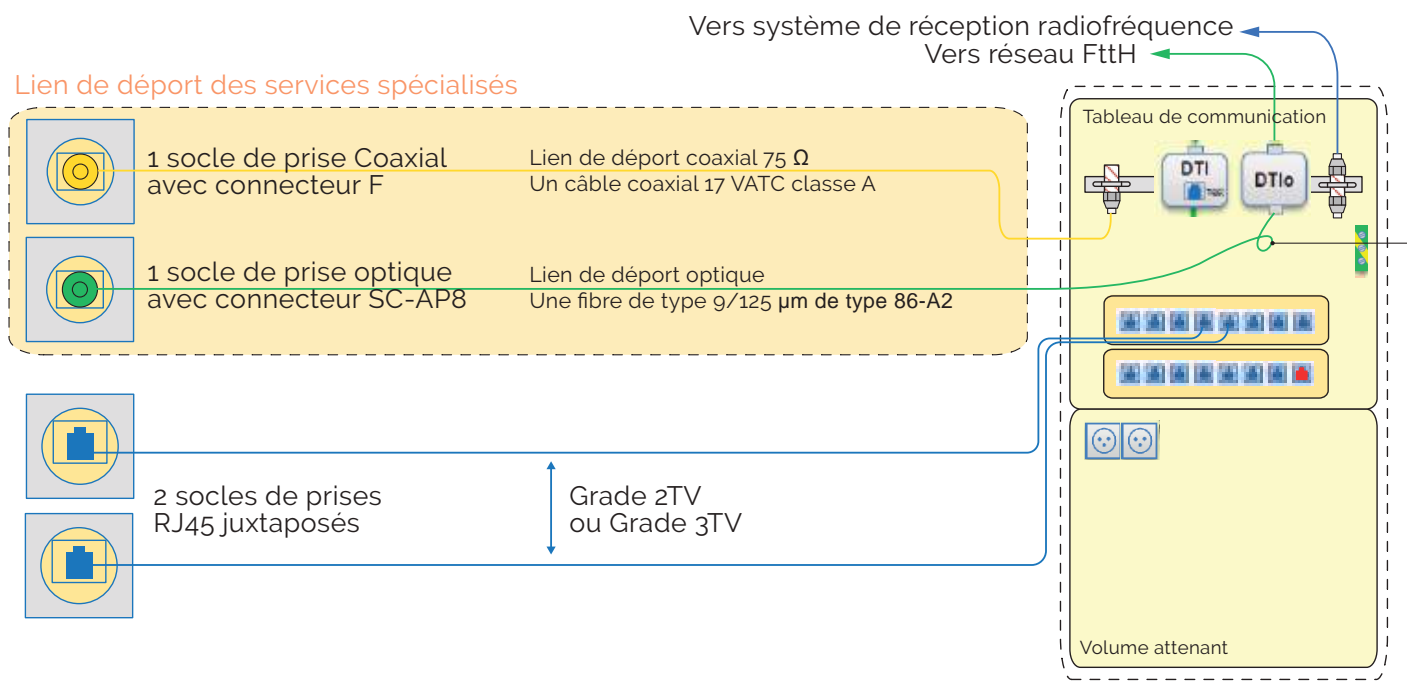 Vers système de réception radiofréquence
Vers réseau FttH
Lien de déport des services spécialisés
Tableau de communication
1 socle de prise Coaxial
avec connecteur F
Lien de déport coaxial 75 Ω
Un câble coaxial 17 VATC classe A
DTI
DTIo
1 socle de prise optique
avec connecteur SC-AP8
Lien de déport optique
Une fibre de type 9/125 µm de type 86-A2
2 socles de prises
RJ45 juxtaposés
Grade 2TV
ou Grade 3TV
Volume attenant